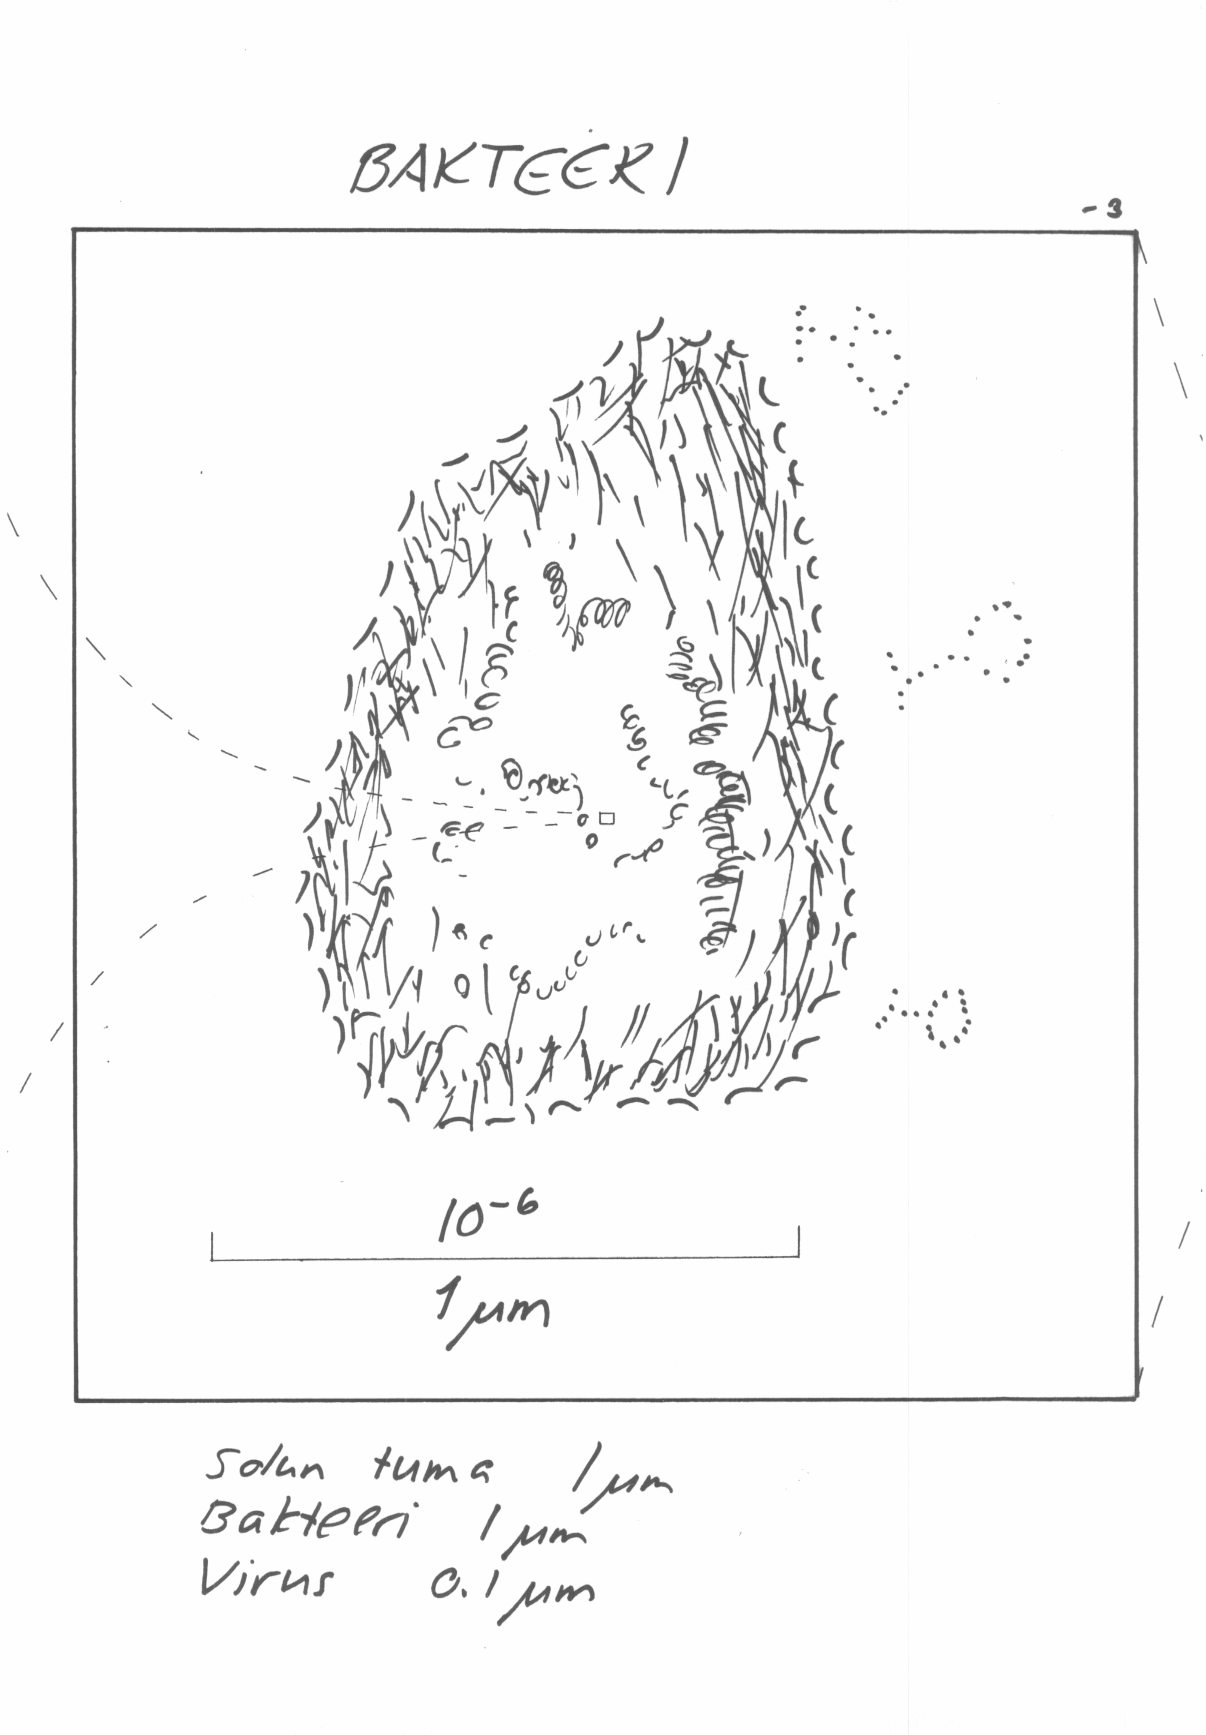 BAKTEERI
-3
10⁻⁶
1 µm
Solun tuma 1 µm
Bakteeri 1 µm
Virus 0.1 µm